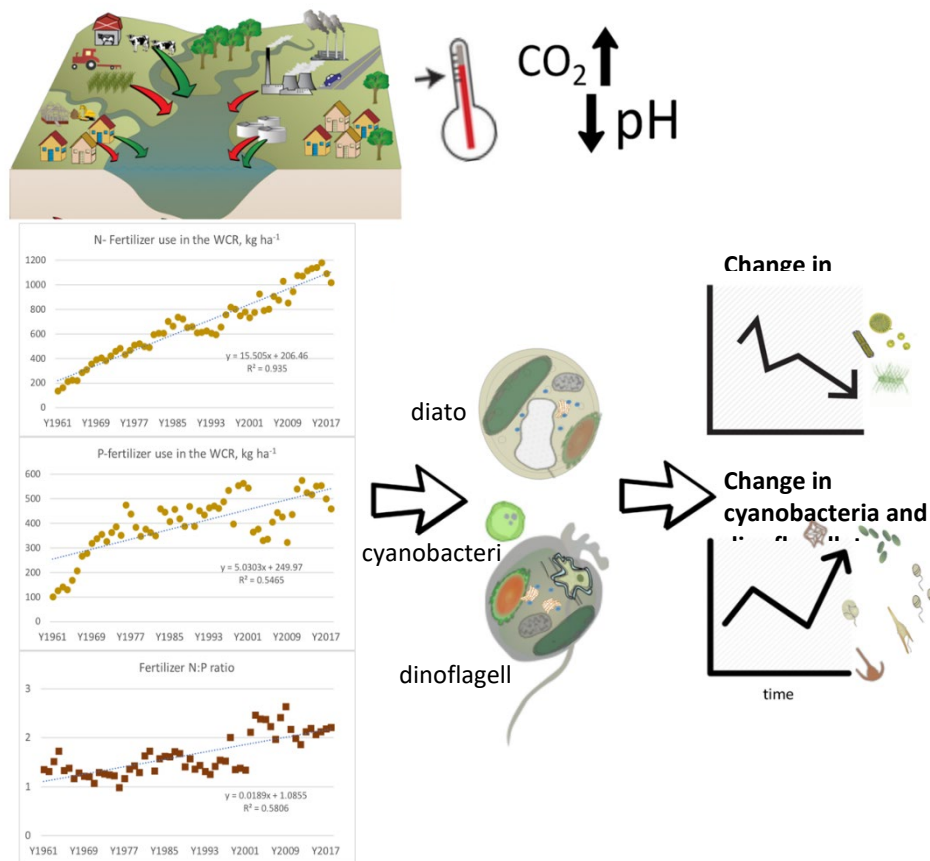 CO2
pH
N- Fertilizer use in the WCR, kg ha-1
1200
1000
800
600
400
200
0
y = 15.505x + 206.46
R² = 0.935
Y1961 Y1969 Y1977 Y1985 Y1993 Y2001 Y2009 Y2017
P-fertilizer use in the WCR, kg ha-1
600
500
400
300
200
100
0
y = 5.0303x + 249.97
R² = 0.5465
Y1961 Y1969 Y1977 Y1985 Y1993 Y2001 Y2009 Y2017
Fertilizer N:P ratio
3
2
1
0
y = 0.0189x + 1.0855
R² = 0.5806
Y1961 Y1969 Y1977 Y1985 Y1993 Y2001 Y2009 Y2017
diato
cyanobacteri
dinoflagell
Change in
Change in
cyanobacteria and
time